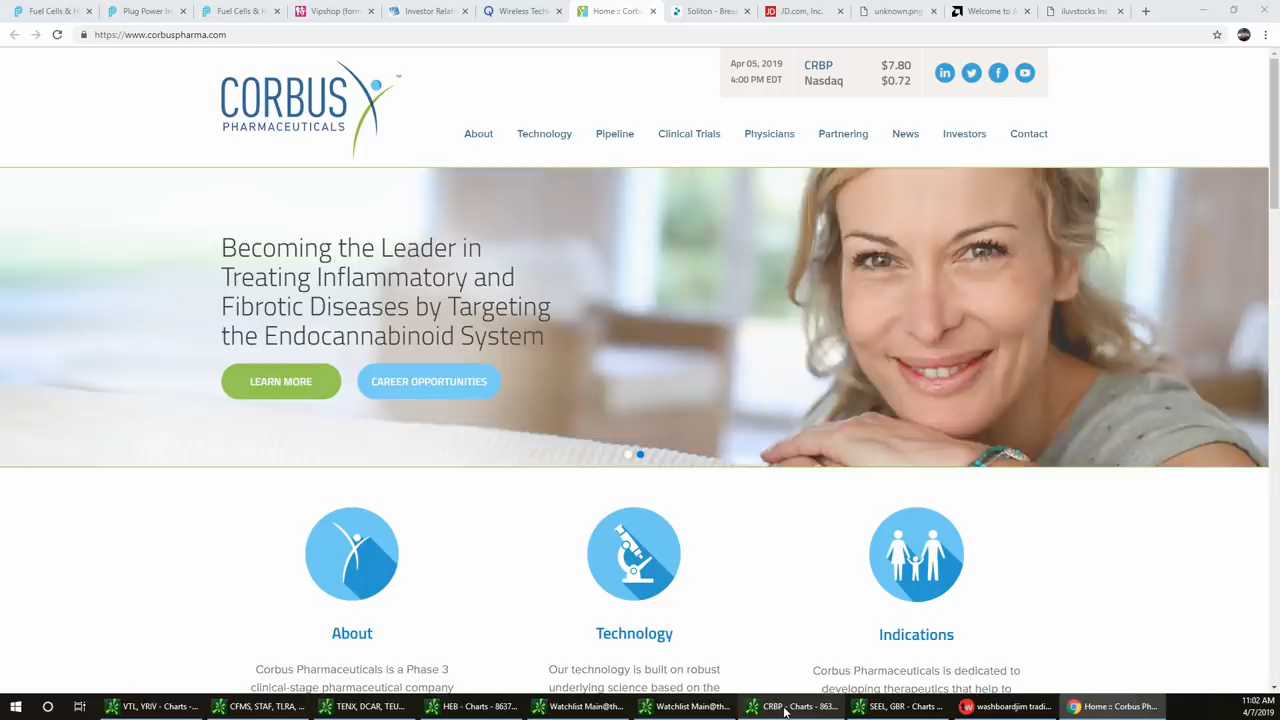 Fuel Cells & H
Plug Power In
Fuel Cells & H
Vipshop (form
Investor Relati
Wireless Techn
Home :: Corbu
Soliton - Brea
JD.com, Inc.
unknown.png
Welcome to A
iluvstocks Inc
https://www.corbuspharma.com
CORBUS ™
PHARMACEUTICALS
Apr 05, 2019 CRBP $7.80
4:00 PM EDT Nasdaq $0.72
About Technology Pipeline Clinical Trials Physicians Partnering News Investors Contact
Becoming the Leader in
Treating Inflammatory and
Fibrotic Diseases by Targeting
the Endocannabinoid System
LEARN MORE CAREER OPPORTUNITIES
About
Corbus Pharmaceuticals is a Phase 3
clinical-stage pharmaceutical company
Technology
Our technology is built on robust
underlying science based on the
Indications
Corbus Pharmaceuticals is dedicated to
developing therapeutics that help to
VTL, YRIV - Charts -...
CFMS, STAF, TLRA, ...
TENX, DCAR, TEU...
HEB - Charts - 8637...
Watchlist Main@th...
Watchlist Main@th...
CRBP - Charts - 863...
SEEL, GBR - Charts ...
washboardjim tradi...
Home :: Corbus Ph...
11:02 AM
4/7/2019